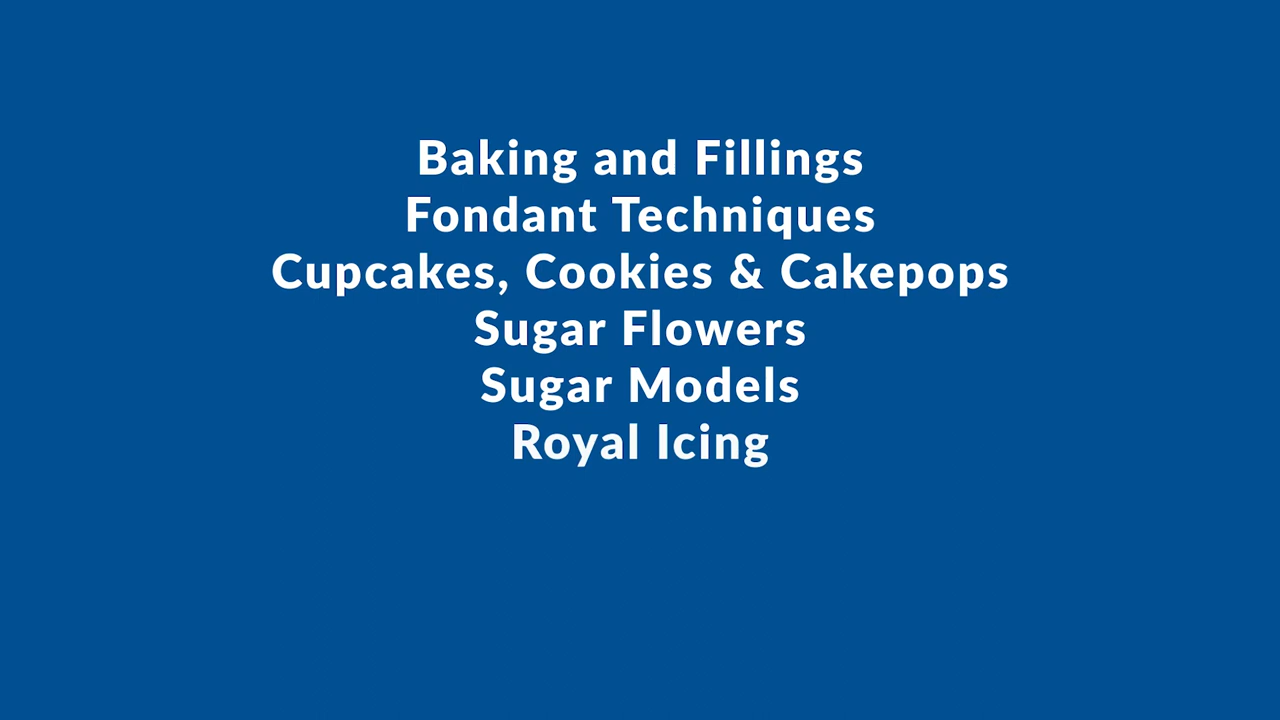 Baking and Fillings
Fondant Techniques
Cupcakes, Cookies & Cakepops
Sugar Flowers
Sugar Models
Royal Icing